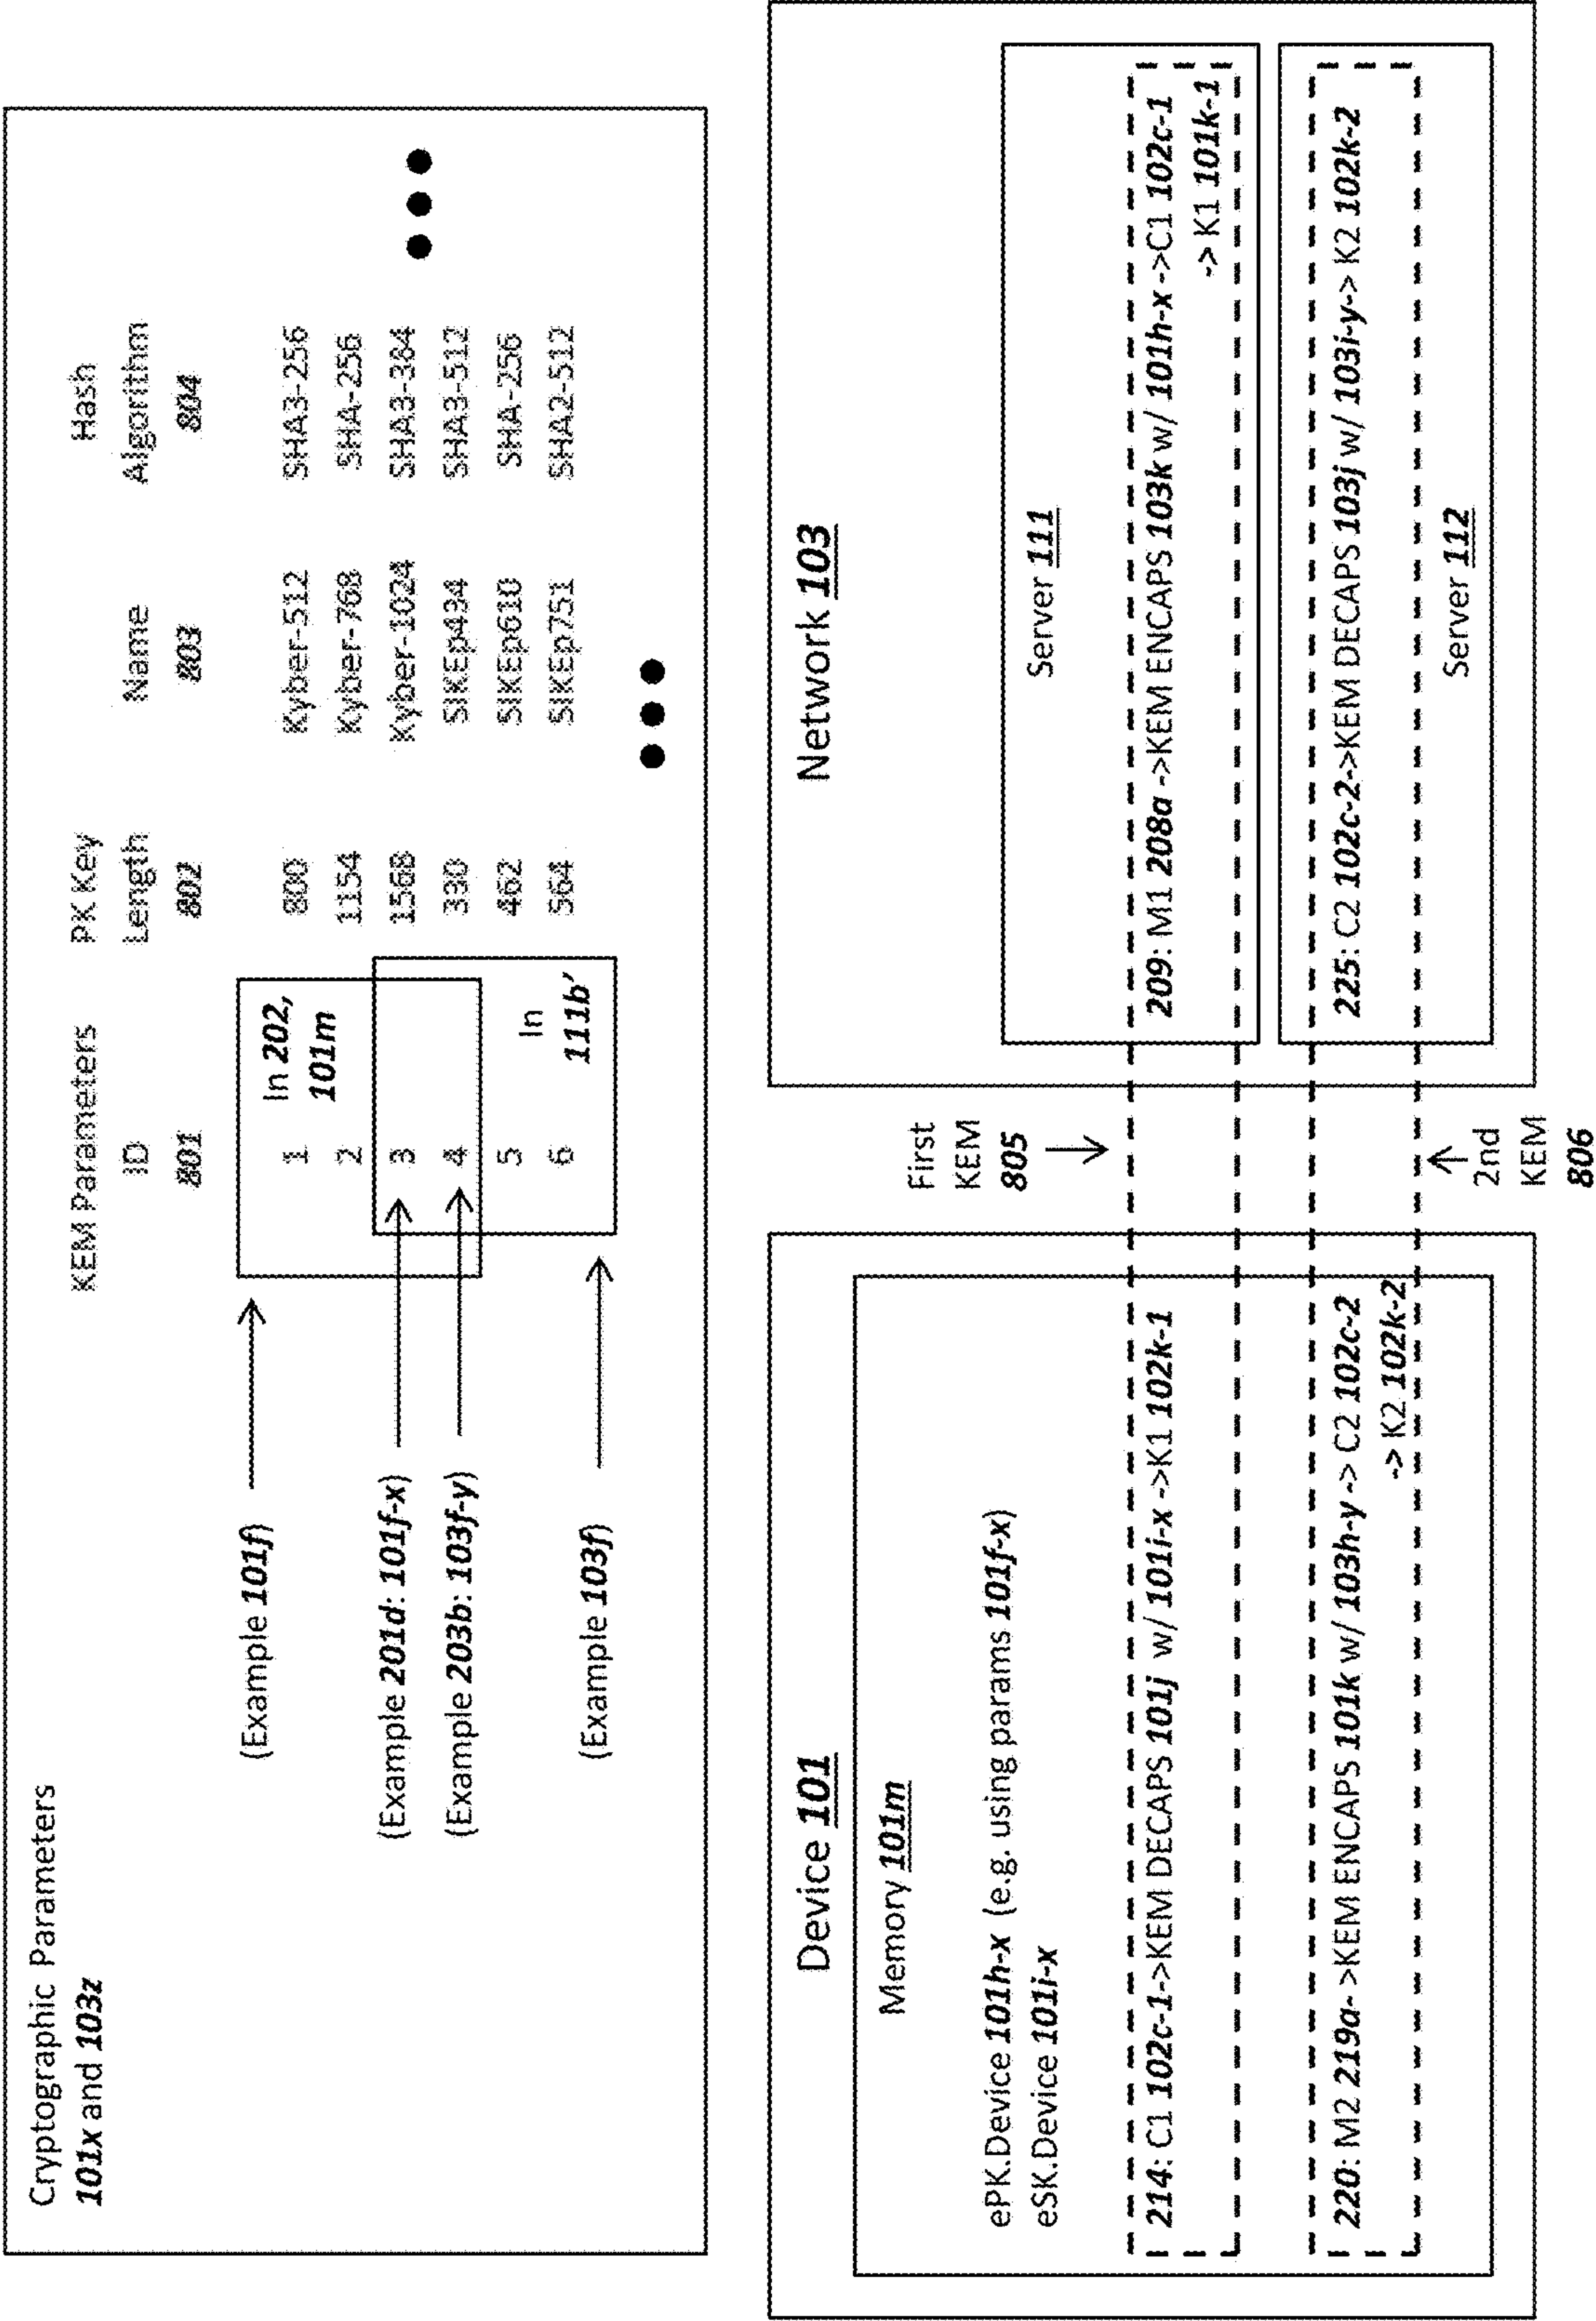 Cryptographic Parameters
101x and 103z
KEM Parameters
ID
801
PK Key
Length
802
Name
803
Hash
Algorithm
804
(Example 101f)
In 202,
101m
1 800 Kyber-512 SHA3-256
2 1154 Kyber-768 SHA-256
(Example 201d: 101f-x) 3 1568 Kyber-1024 SHA3-384
(Example 203b: 103f-y) 4 330 SIKEp434 SHA3-512
5 462 SIKEp610 SHA-256
6 564 SIKEp751 SHA2-512
In
111b’
(Example 103f)
Device 101
Memory 101m
ePK.Device 101h-x (e.g. using params 101f-x)
eSK.Device 101i-x
214: C1 102c-1->KEM DECAPS 101j w/ 101i-x ->K1 102k-1
220: M2 219a- >KEM ENCAPS 101k w/ 103h-y -> C2 102c-2
-> K2 102k-2
First
KEM
805
2nd
KEM
806
Network 103
Server 111
209: M1 208a ->KEM ENCAPS 103k w/ 101h-x ->C1 102c-1
-> K1 101k-1
225: C2 102c-2->KEM DECAPS 103j w/ 103i-y-> K2 102k-2
Server 112